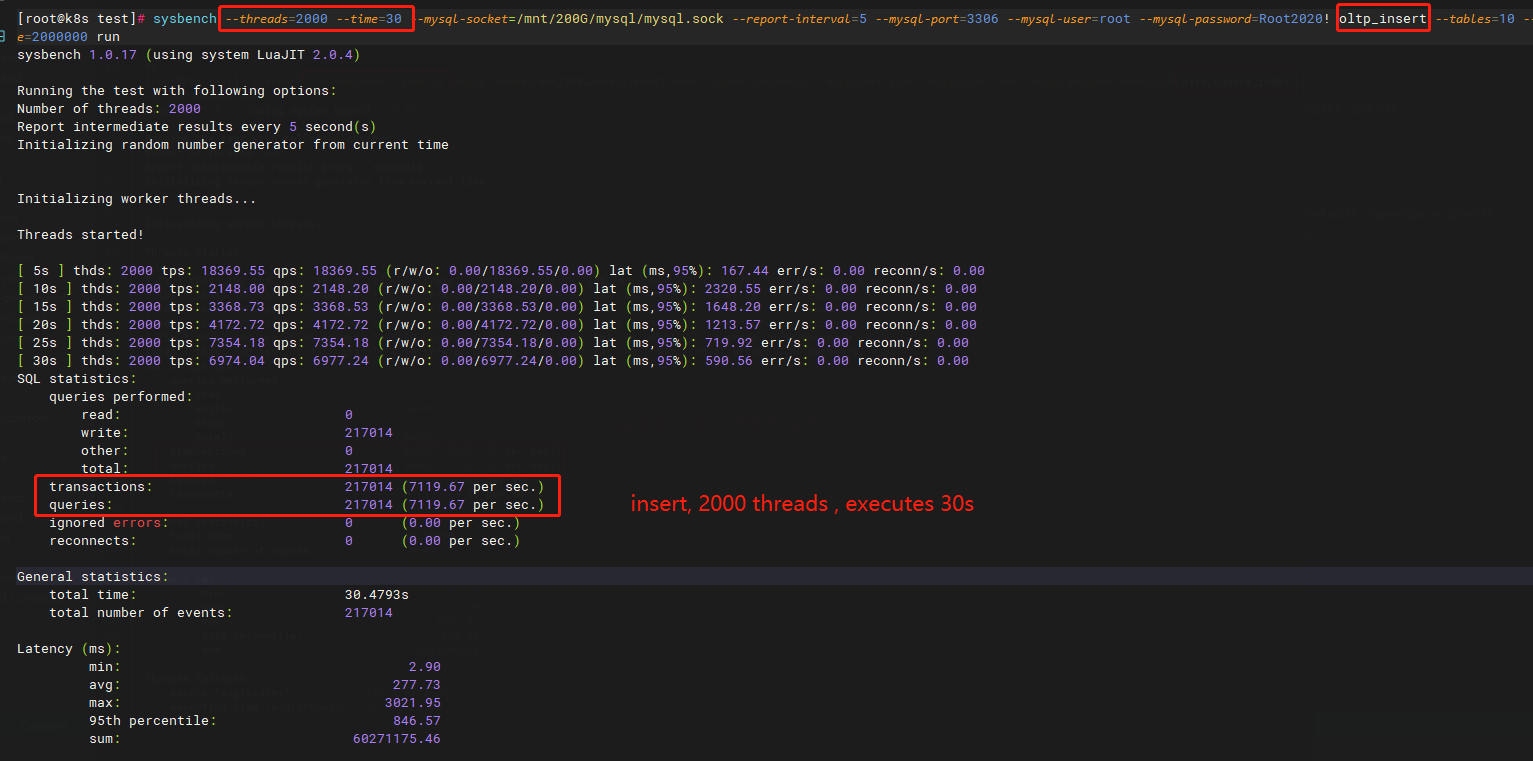 [root@k8s test]# sysbench --threads=2000 --time=30 --mysql-socket=/mnt/200G/mysql/mysql.sock --report-interval=5 --mysql-port=3306 --mysql-user=root --mysql-password=Root2020! oltp_insert --tables=10 --
e=2000000 run
sysbench 1.0.17 (using system LuaJIT 2.0.4)
Running the test with following options:
Number of threads: 2000
Report intermediate results every 5 second(s)
Initializing random number generator from current time
Initializing worker threads...
Threads started!
[ 5s ] thds: 2000 tps: 18369.55 qps: 18369.55 (r/w/o: 0.00/18369.55/0.00) lat (ms,95%): 167.44 err/s: 0.00 reconn/s: 0.00
[ 10s ] thds: 2000 tps: 2148.00 qps: 2148.20 (r/w/o: 0.00/2148.20/0.00) lat (ms,95%): 2320.55 err/s: 0.00 reconn/s: 0.00
[ 15s ] thds: 2000 tps: 3368.73 qps: 3368.53 (r/w/o: 0.00/3368.53/0.00) lat (ms,95%): 1648.20 err/s: 0.00 reconn/s: 0.00
[ 20s ] thds: 2000 tps: 4172.72 qps: 4172.72 (r/w/o: 0.00/4172.72/0.00) lat (ms,95%): 1213.57 err/s: 0.00 reconn/s: 0.00
[ 25s ] thds: 2000 tps: 7354.18 qps: 7354.18 (r/w/o: 0.00/7354.18/0.00) lat (ms,95%): 719.92 err/s: 0.00 reconn/s: 0.00
[ 30s ] thds: 2000 tps: 6974.04 qps: 6977.24 (r/w/o: 0.00/6977.24/0.00) lat (ms,95%): 590.56 err/s: 0.00 reconn/s: 0.00
SQL statistics:
queries performed:
read: 0
write: 217014
other: 0
total: 217014
transactions: 217014 (7119.67 per sec.)
queries: 217014 (7119.67 per sec.)
insert, 2000 threads , executes 30s
ignored errors: 0 (0.00 per sec.)
reconnects: 0 (0.00 per sec.)
General statistics:
total time: 30.4793s
total number of events: 217014
Latency (ms):
min: 2.90
avg: 277.73
max: 3021.95
95th percentile: 846.57
sum: 60271175.46